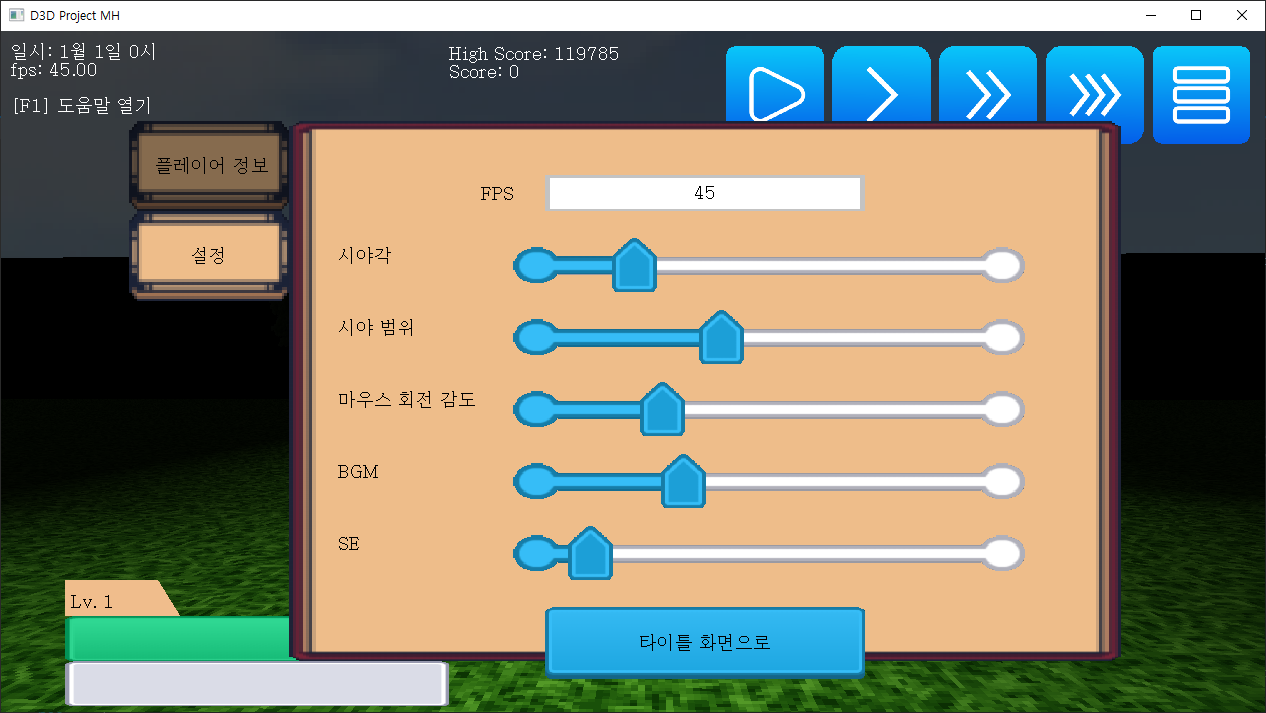 D3D Project MH
일시: 1월 1일 0시
fps: 45.00
High Score: 119785
Score: 0
[F1] 도움말 열기
플레이어 정보
설정
FPS 45
시야각
시야 범위
마우스 회전 감도
BGM
SE
타이틀 화면으로
Lv. 1